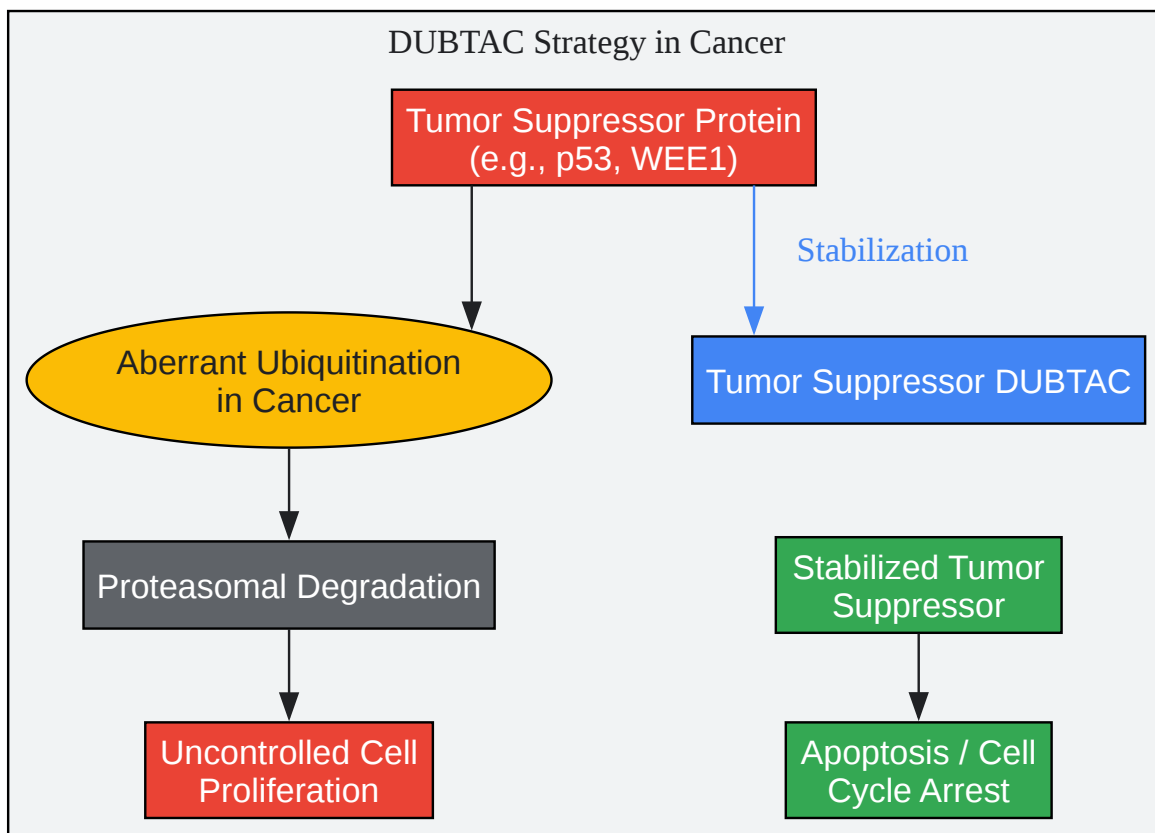 DUBTAC Strategy in Cancer
Tumor Suppressor Protein
(e.g., p53, WEE1)
Stabilization
Aberrant Ubiquitination
in Cancer
Tumor Suppressor DUBTAC
Proteasomal Degradation
Stabilized Tumor
Suppressor
Uncontrolled Cell
Proliferation
Apoptosis / Cell
Cycle Arrest